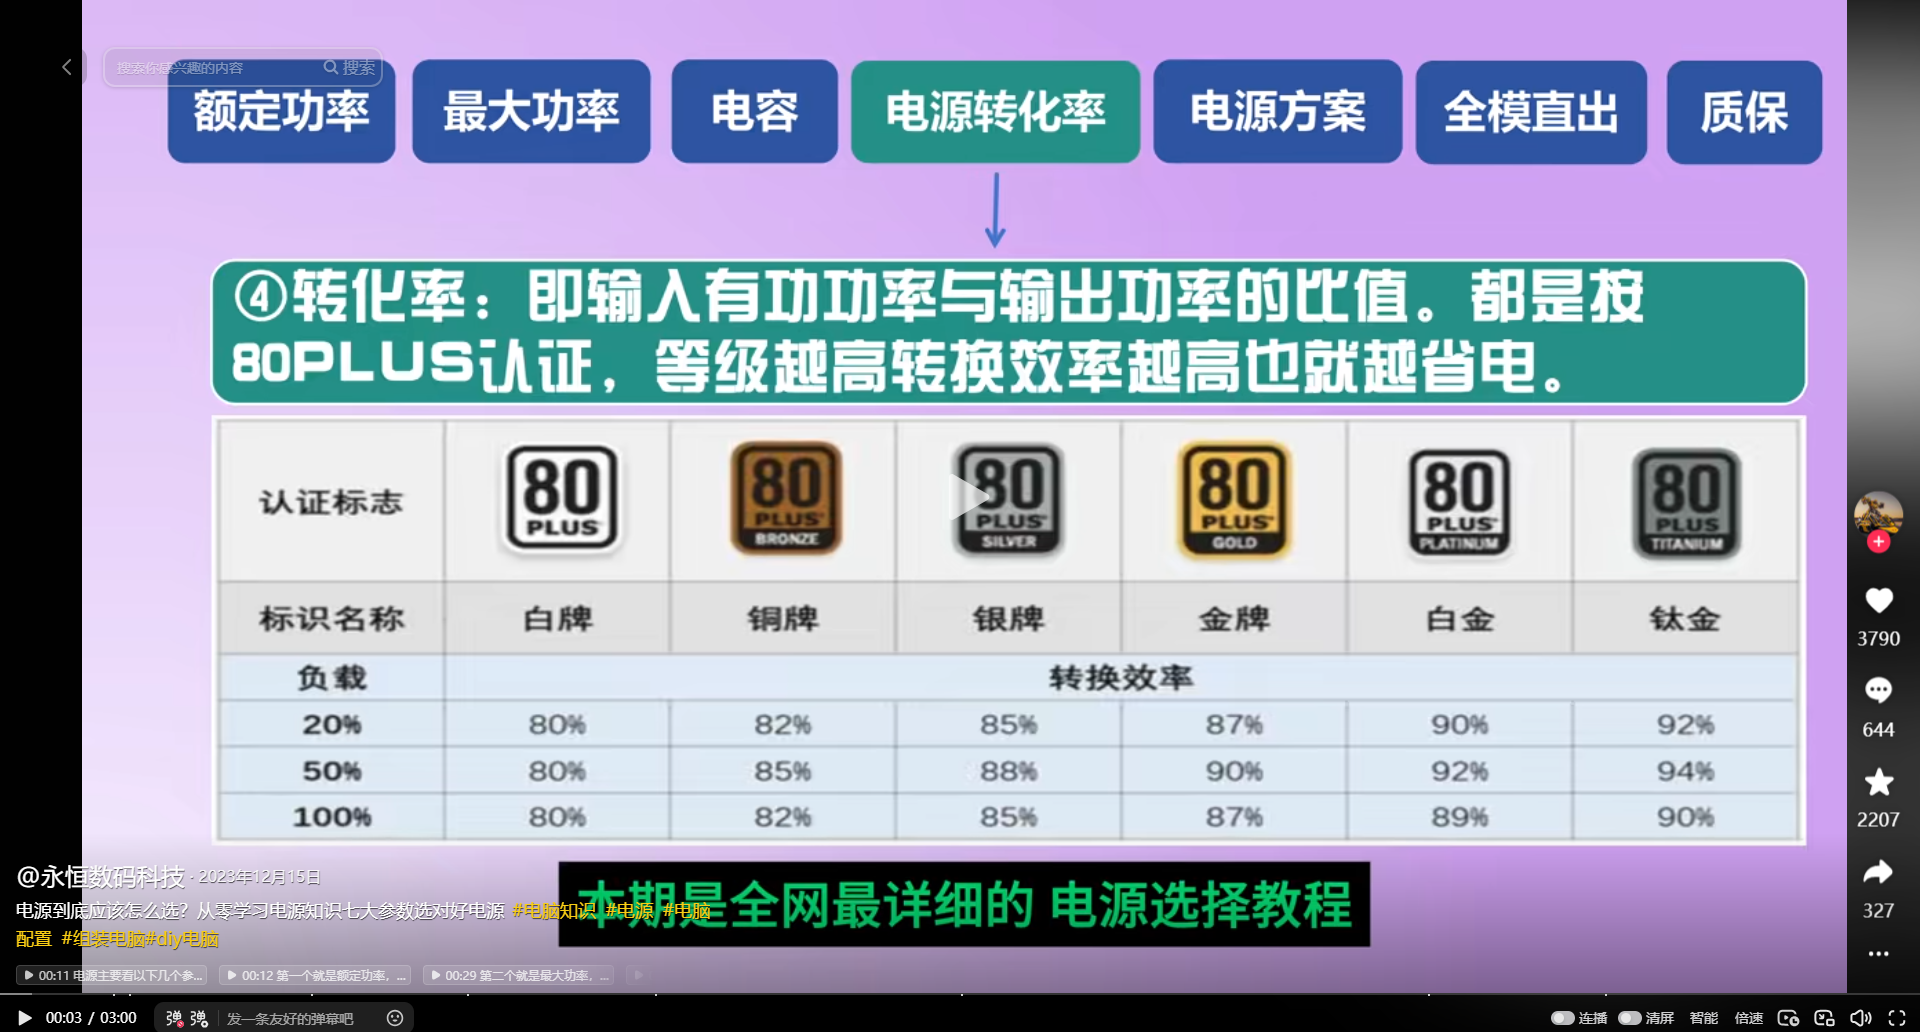 搜索你感兴趣的内容 搜索
额定功率 最大功率 电容 电源转化率 电源方案 全模直出 质保
④转化率：即输入有功功率与输出功率的比值。都是按
80PLUS认证，等级越高转换效率越高也就越省电。
认证标志 80 PLUS 80 PLUS BRONZE 80 PLUS SILVER 80 PLUS GOLD 80 PLUS PLATINUM 80 PLUS TITANIUM
标识名称 白牌 铜牌 银牌 金牌 白金 钛金
负载 转换效率
20% 80% 82% 85% 87% 90% 92%
50% 80% 85% 88% 90% 92% 94%
100% 80% 82% 85% 87% 89% 90%
3790
644
2207
327
本期是全网最详细的 电源选择教程
@永恒数码科技 · 2023年12月15日
电源到底应该怎么选？从零学习电源知识七大参数选对好电源 #电脑知识 #电源 #电脑
配置 #组装电脑#diy电脑
00:11 电源主要看以下几个参... 00:12 第一个就是额定功率，... 00:29 第二个就是最大功率，...
00:03 / 03:00 弹 弹 发一条友好的弹幕吧 连播 清屏 智能 倍速